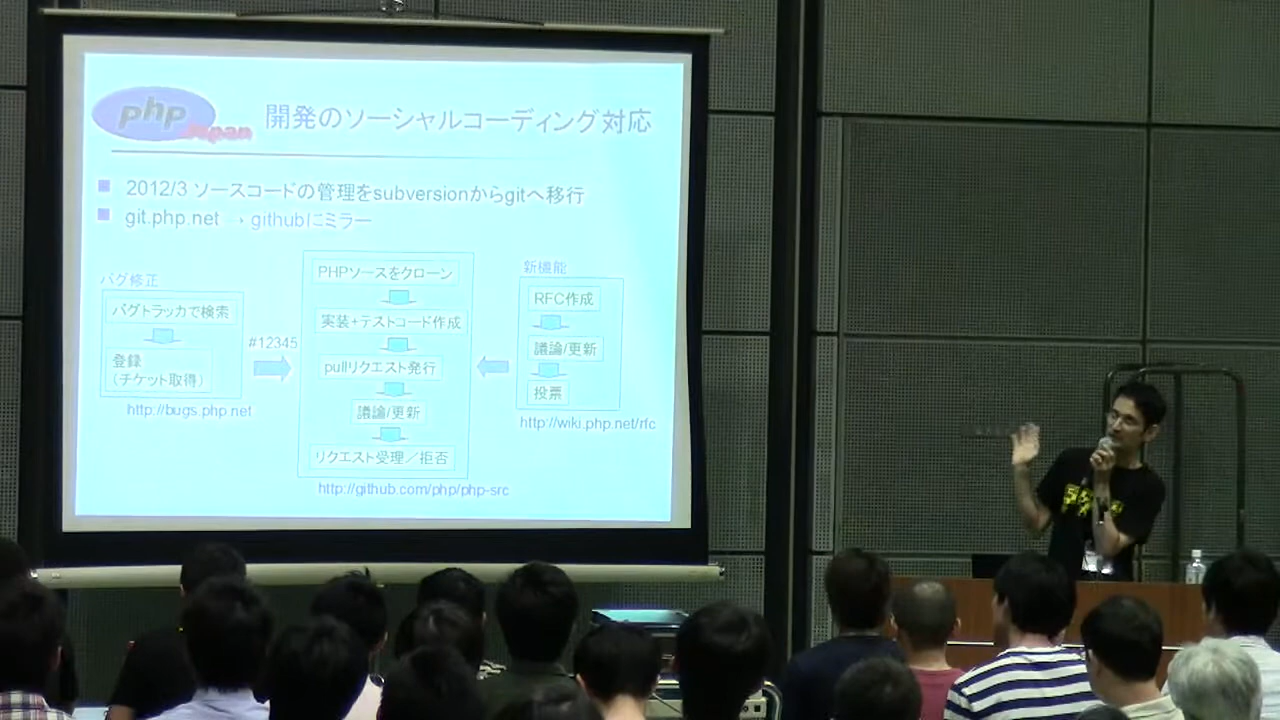 php
Japan
開発のソーシャルコーディング対応
2012/3 ソースコードの管理をsubversionからgitへ移行
git.php.net → githubにミラー
バグ修正
バグトラッカで検索
登録
(チケット取得)
http://bugs.php.net
#12345
PHPソースをクローン
実装+テストコード作成
pullリクエスト発行
議論/更新
リクエスト受理／拒否
http://github.com/php/php-src
新機能
RFC作成
議論/更新
投票
http://wiki.php.net/rfc